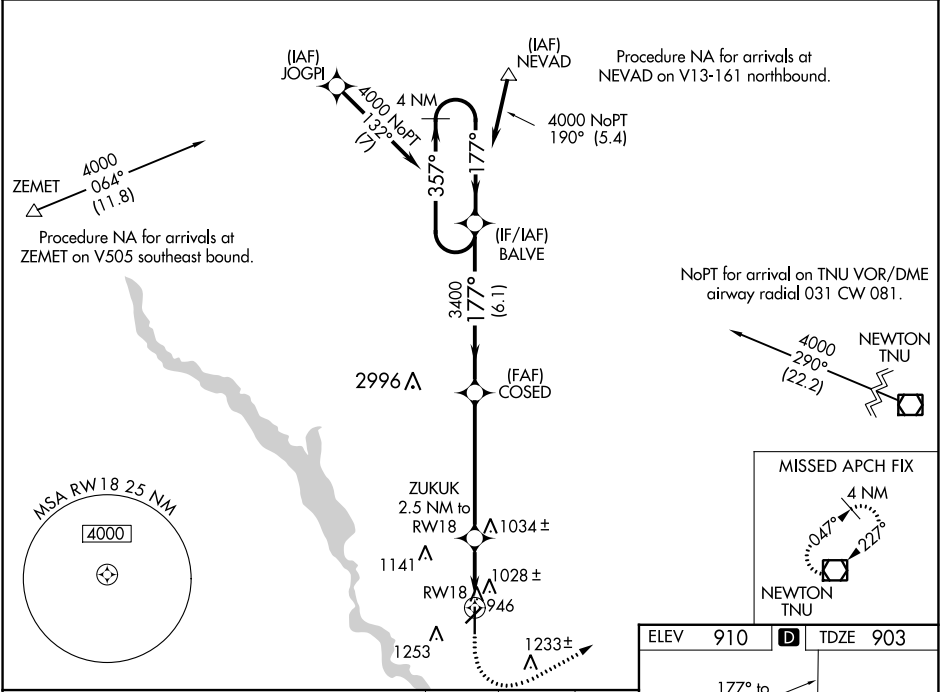 (IAF)
JOGPI
4000 NoPT
132°
(7)
4 NM
(IAF)
NEVAD
Procedure NA for arrivals at
NEVAD on V13-161 northbound.
4000 NoPT
190° (5.4)
357°
177°
ZEMET
4000
064°
(11.8)
Procedure NA for arrivals at
ZEMET on V505 southeast bound.
(IF/IAF)
BALVE
3400
177°
(6.1)
NoPT for arrival on TNU VOR/DME
airway radial 031 CW 081.
4000
290°
(22.2)
NEWTON
TNU
2996
(FAF)
COSED
MSA RW18 25 NM
4000
ZUKUK
2.5 NM to
RW18
1034 ±
1141
1028 ±
RW18
946
1253
1233 ±
MISSED APCH FIX
4 NM
047°
227°
NEWTON
TNU
ELEV 910 D TDZE 903
177° to